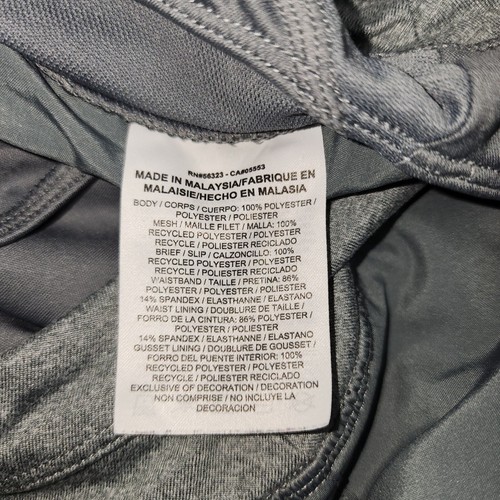 RN#56323 - CA#05553
MADE IN MALAYSIA/FABRIQUE EN
MALAISIE/HECHO EN MALASIA
BODY / CORPS / CUERPO: 100% POLYESTER /
POLYESTER / POLIESTER
MESH / MAILLE FILET / MALLA: 100%
RECYCLED POLYESTER / POLYESTER
RECYCLE / POLIESTER RECICLADO
BRIEF / SLIP / CALZONCILLO: 100%
RECYCLED POLYESTER / POLYESTER
RECYCLE / POLIESTER RECICLADO
WAISTBAND / TAILLE / PRETINA: 86%
POLYESTER / POLYESTER / POLIESTER
14% SPANDEX / ELASTHANNE / ELASTANO
WAIST LINING / DOUBLURE DE TAILLE /
FORRO DE LA CINTURA: 86% POLYESTER /
POLYESTER / POLIESTER
14% SPANDEX / ELASTHANNE / ELASTANO
GUSSET LINING / DOUBLURE DE GOUSSET /
FORRO DEL PUENTE INTERIOR: 100%
RECYCLED POLYESTER / POLYESTER
RECYCLE / POLIESTER RECICLADO
EXCLUSIVE OF DECORATION / DECORATION
NON COMPRISE / NO INCLUYE LA
DECORACION